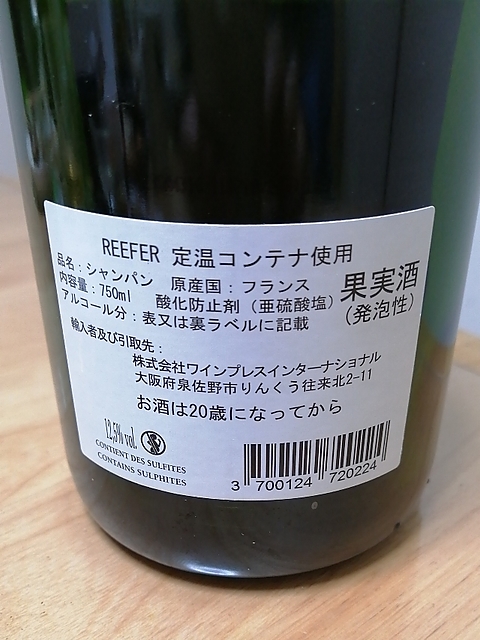 REEFER 定温コンテナ使用
品名：シャンパン 原産国：フランス
内容量：750ml 酸化防止剤（亜硫酸塩）
アルコール分：表又は裏ラベルに記載
果実酒
（発泡性）
輸入者及び引取先：
株式会社ワインプレスインターナショナル
大阪府泉佐野市りんくう往来北2-11
お酒は20歳になってから
12,5% vol.
CONTIENT DES SULFITES
CONTAINS SULPHITES
3 700124 720224